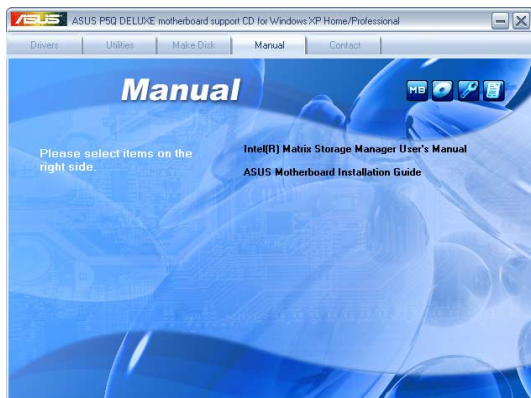 ASUS P5Q DELUXE motherboard support CD for Windows XP Home/Professional
Drivers
Utilities
Make Disk
Manual
Contact
Manual
MB
Please select items on the
right side.
Intel(R) Matrix Storage Manager User's Manual
ASUS Motherboard Installation Guide